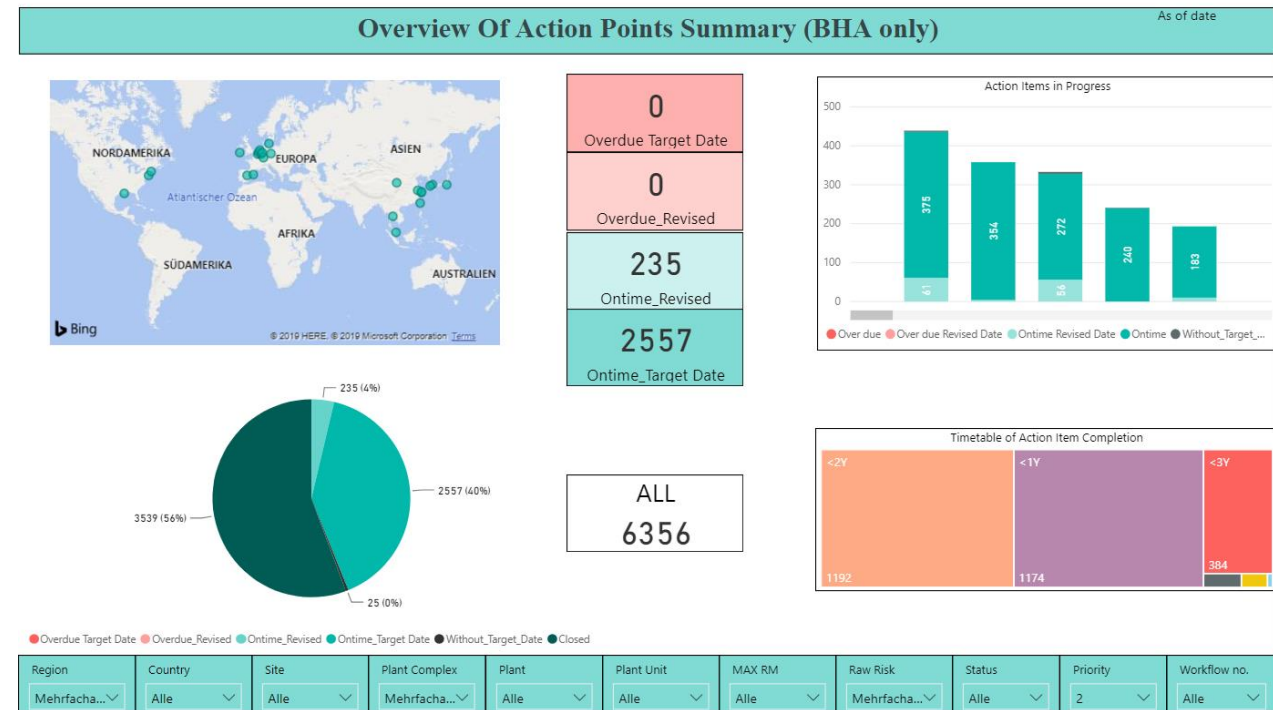 Overview Of Action Points Summary (BHA only)
As of date
NORDAMERIKA
EUROPA
ASIEN
Atlantischer Ozean
AFRIKA
SÜDAMERIKA
AUSTRALIEN
Bing
© 2019 HERE, © 2019 Microsoft Corporation Terms
0
Overdue Target Date
0
Overdue_Revised
235
Ontime_Revised
2557
Ontime_Target Date
Action Items in Progress
500
400
300
200
100
0
375
61
354
272
56
240
183
Over due Over due Revised Date Ontime Revised Date Ontime Without_Target_...
235 (4%)
2557 (40%)
3539 (56%)
25 (0%)
Overdue Target Date Overdue_Revised Ontime_Revised Ontime_Target Date Without_Target_Date Closed
ALL
6356
Timetable of Action Item Completion
<2Y
1192
<1Y
1174
<3Y
384
Region Country Site Plant Complex Plant Plant Unit MAX RM Raw Risk Status Priority Workflow no.
Mehrfacha... Alle Alle Mehrfacha... Alle Alle Alle Mehrfacha... Alle 2 Alle